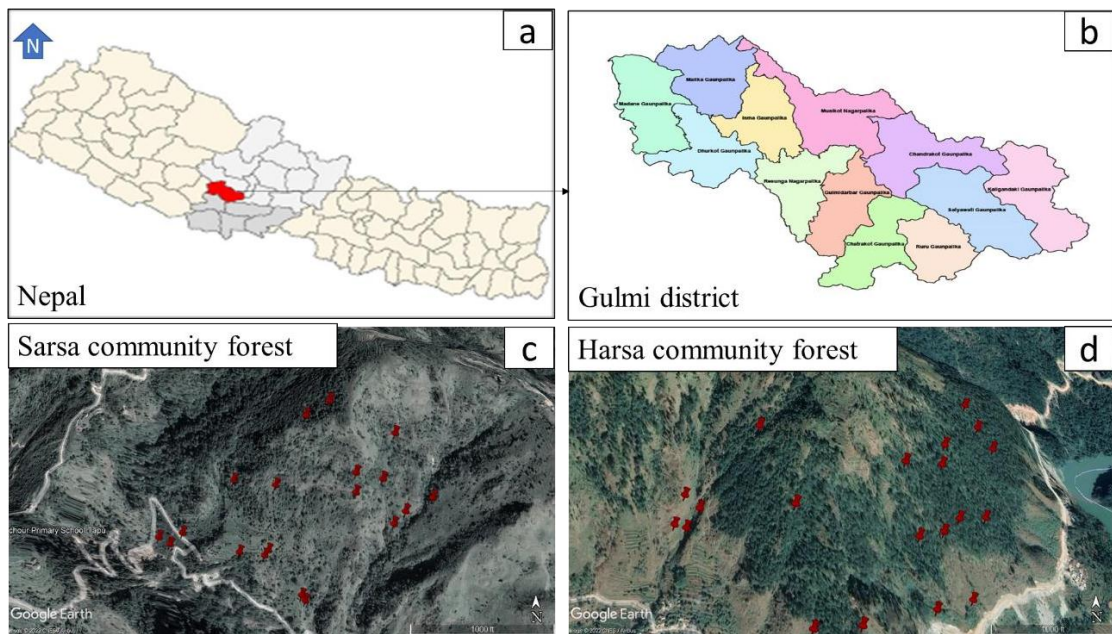 N
a
Nepal
b
Malika Gaunpalika
Madane Gaunpalika
Isma Gaunpalika
Musikot Nagarpalika
Dhurkot Gaunpalika
Chandrakot Gaunpalika
Resunga Nagarpalika
Gulmidarbar Gaunpalika
Kaligandaki Gaunpalika
Satyawati Gaunpalika
Chatrakot Gaunpalika
Ruru Gaunpalika
Gulmi district
Sarsa community forest
c
chour Primary School
Google Earth
1000 ft
N
Harsa community forest
d
Google Earth
N